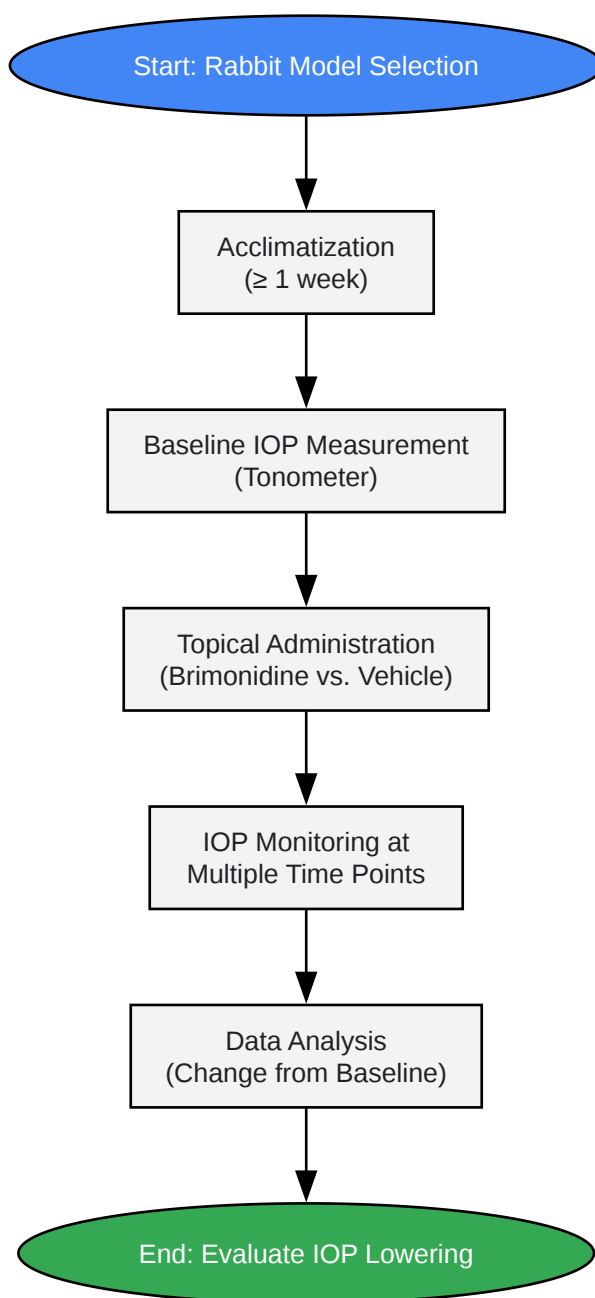 Start: Rabbit Model Selection
Acclimatization
(≥ 1 week)
Baseline IOP Measurement
(Tonometer)
Topical Administration
(Brimonidine vs. Vehicle)
IOP Monitoring at
Multiple Time Points
Data Analysis
(Change from Baseline)
End: Evaluate IOP Lowering